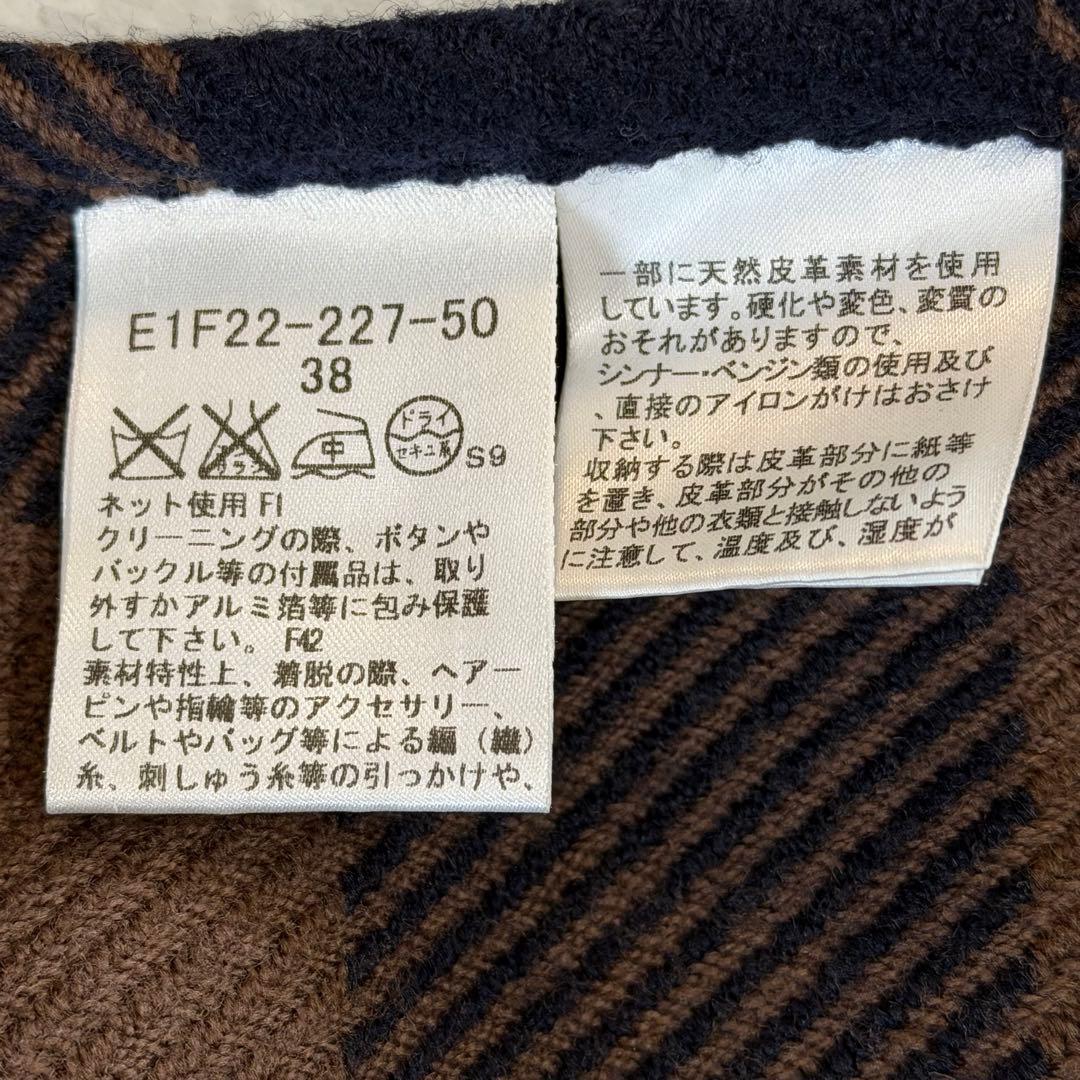 E1F22-227-50
38
エンソ
サラシ
中
ドライ
セキユ系
S9
ネット使用 F1
クリーニングの際、ボタンや
バックル等の付属品は、取り
外すかアルミ箔等に包み保護
して下さい。 F42
素材特性上、着脱の際、ヘアー
ピンや指輪等のアクセサリー、
ベルトやバッグ等による編(織)
糸、刺しゅう糸等の引っかけや、
一部に天然皮革素材を使用
しています。硬化や変色、変質の
おそれがありますので、
シンナー・ベンジン類の使用及び
、直接のアイロンがけはおさけ
下さい。
収納する際は皮革部分に紙等
を置き、皮革部分がその他の
部分や他の衣類と接触しないよう
に注意して、温度及び、湿度が